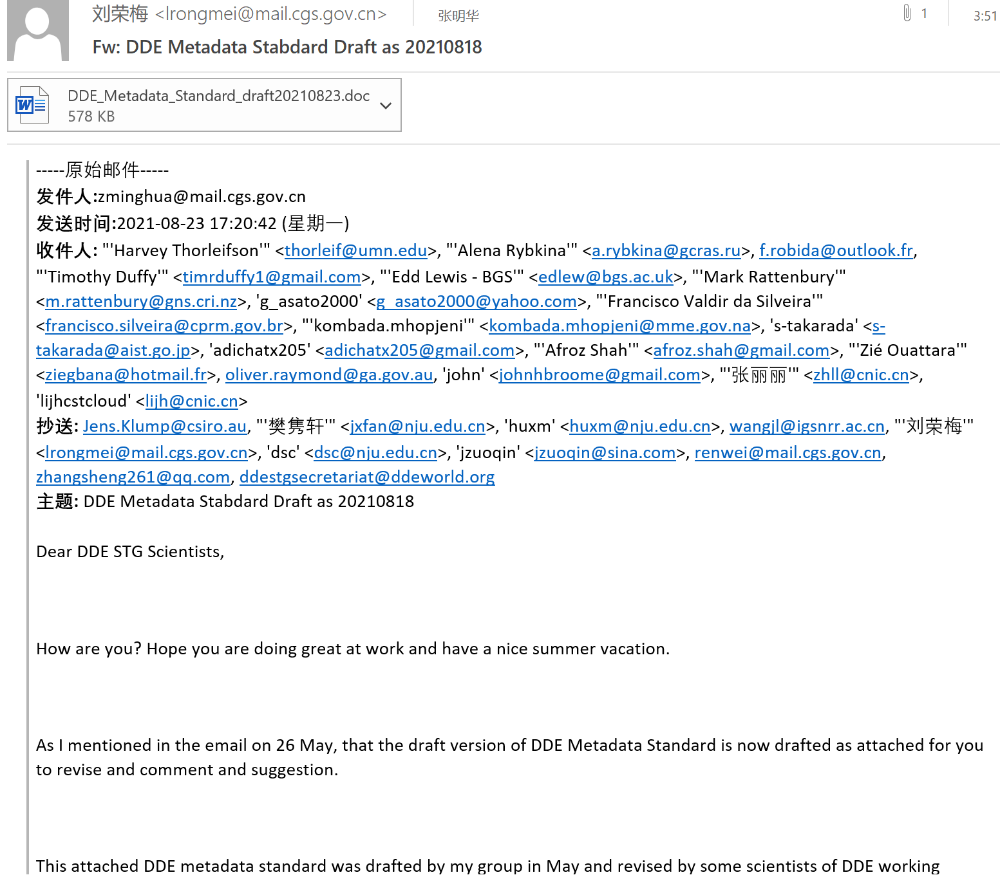 刘荣梅 <lrongmei@mail.cgs.gov.cn>
张明华
1
3:51
Fw: DDE Metadata Stabdard Draft as 20210818
DDE_Metadata_Standard_draft20210823.doc
578 KB
-----原始邮件-----
发件人:zminghua@mail.cgs.gov.cn
发送时间:2021-08-23 17:20:42 (星期一)
收件人: "'Harvey Thorleifson'" <thorleif@umn.edu>, "'Alena Rybkina'" <a.rybkina@gcras.ru>, f.robida@outlook.fr,
"'Timothy Duffy'" <timrduffy1@gmail.com>, "'Edd Lewis - BGS'" <edlew@bgs.ac.uk>, "'Mark Rattenbury'"
<m.rattenbury@gns.cri.nz>, 'g_asato2000' <g_asato2000@yahoo.com>, "'Francisco Valdir da Silveira'"
<francisco.silveira@cprm.gov.br>, "'kombada.mhopjeni'" <kombada.mhopjeni@mme.gov.na>, 's-takarada' <s-
takarada@aist.go.jp>, 'adichatx205' <adichatx205@gmail.com>, "'Afroz Shah'" <afroz.shah@gmail.com>, "'Zié Ouattara'"
<ziegbana@hotmail.fr>, oliver.raymond@ga.gov.au, 'john' <johnhbroome@gmail.com>, "'张丽丽'" <zhll@cnic.cn>,
'lijhcstcloud' <lijh@cnic.cn>
抄送: Jens.Klump@csiro.au, "'樊隽轩'" <jxfan@nju.edu.cn>, 'huxm' <huxm@nju.edu.cn>, wangjl@igsnrr.ac.cn, "'刘荣梅'"
<lrongmei@mail.cgs.gov.cn>, 'dsc' <dsc@nju.edu.cn>, 'jzuoqin' <jzuoqin@sina.com>, renwei@mail.cgs.gov.cn,
zhangsheng261@qq.com, ddestgsecretariat@ddeworld.org
主题: DDE Metadata Stabdard Draft as 20210818
Dear DDE STG Scientists,
How are you? Hope you are doing great at work and have a nice summer vacation.
As I mentioned in the email on 26 May, that the draft version of DDE Metadata Standard is now drafted as attached for you
to revise and comment and suggestion.
This attached DDE metadata standard was drafted by my group in May and revised by some scientists of DDE working